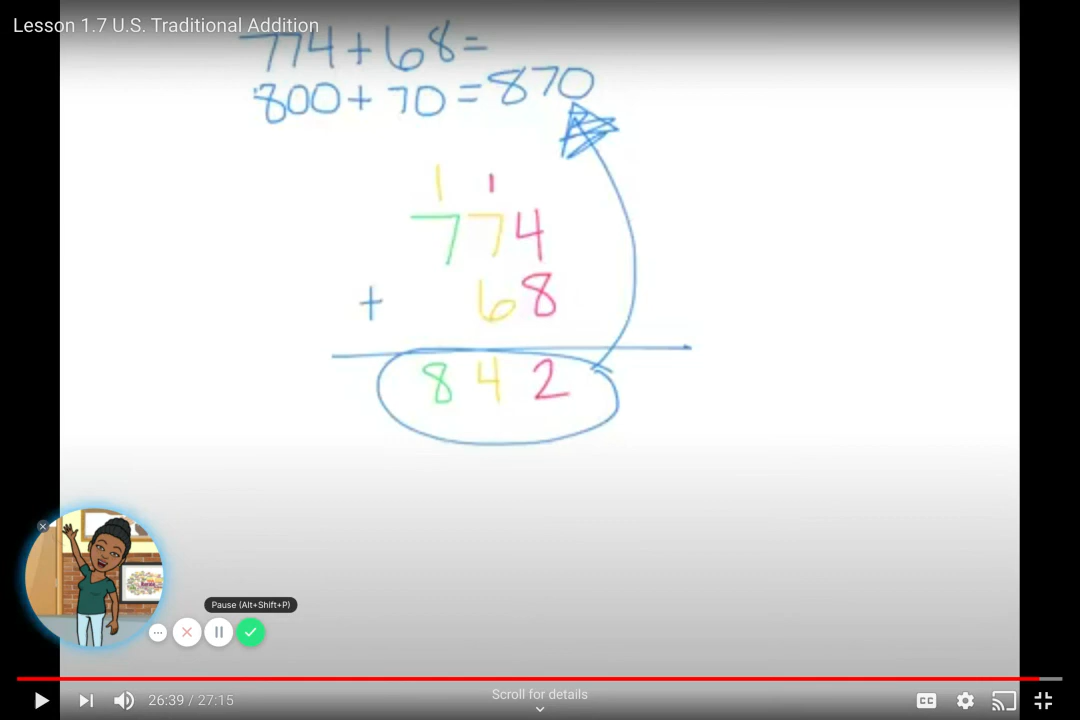 Lesson 1.7 U.S. Traditional Addition
774 + 68 =
800 + 70 = 870
1 1
774
+ 68
842
Pause (Alt+Shift+P)
26:39 / 27:15
Scroll for details
CC